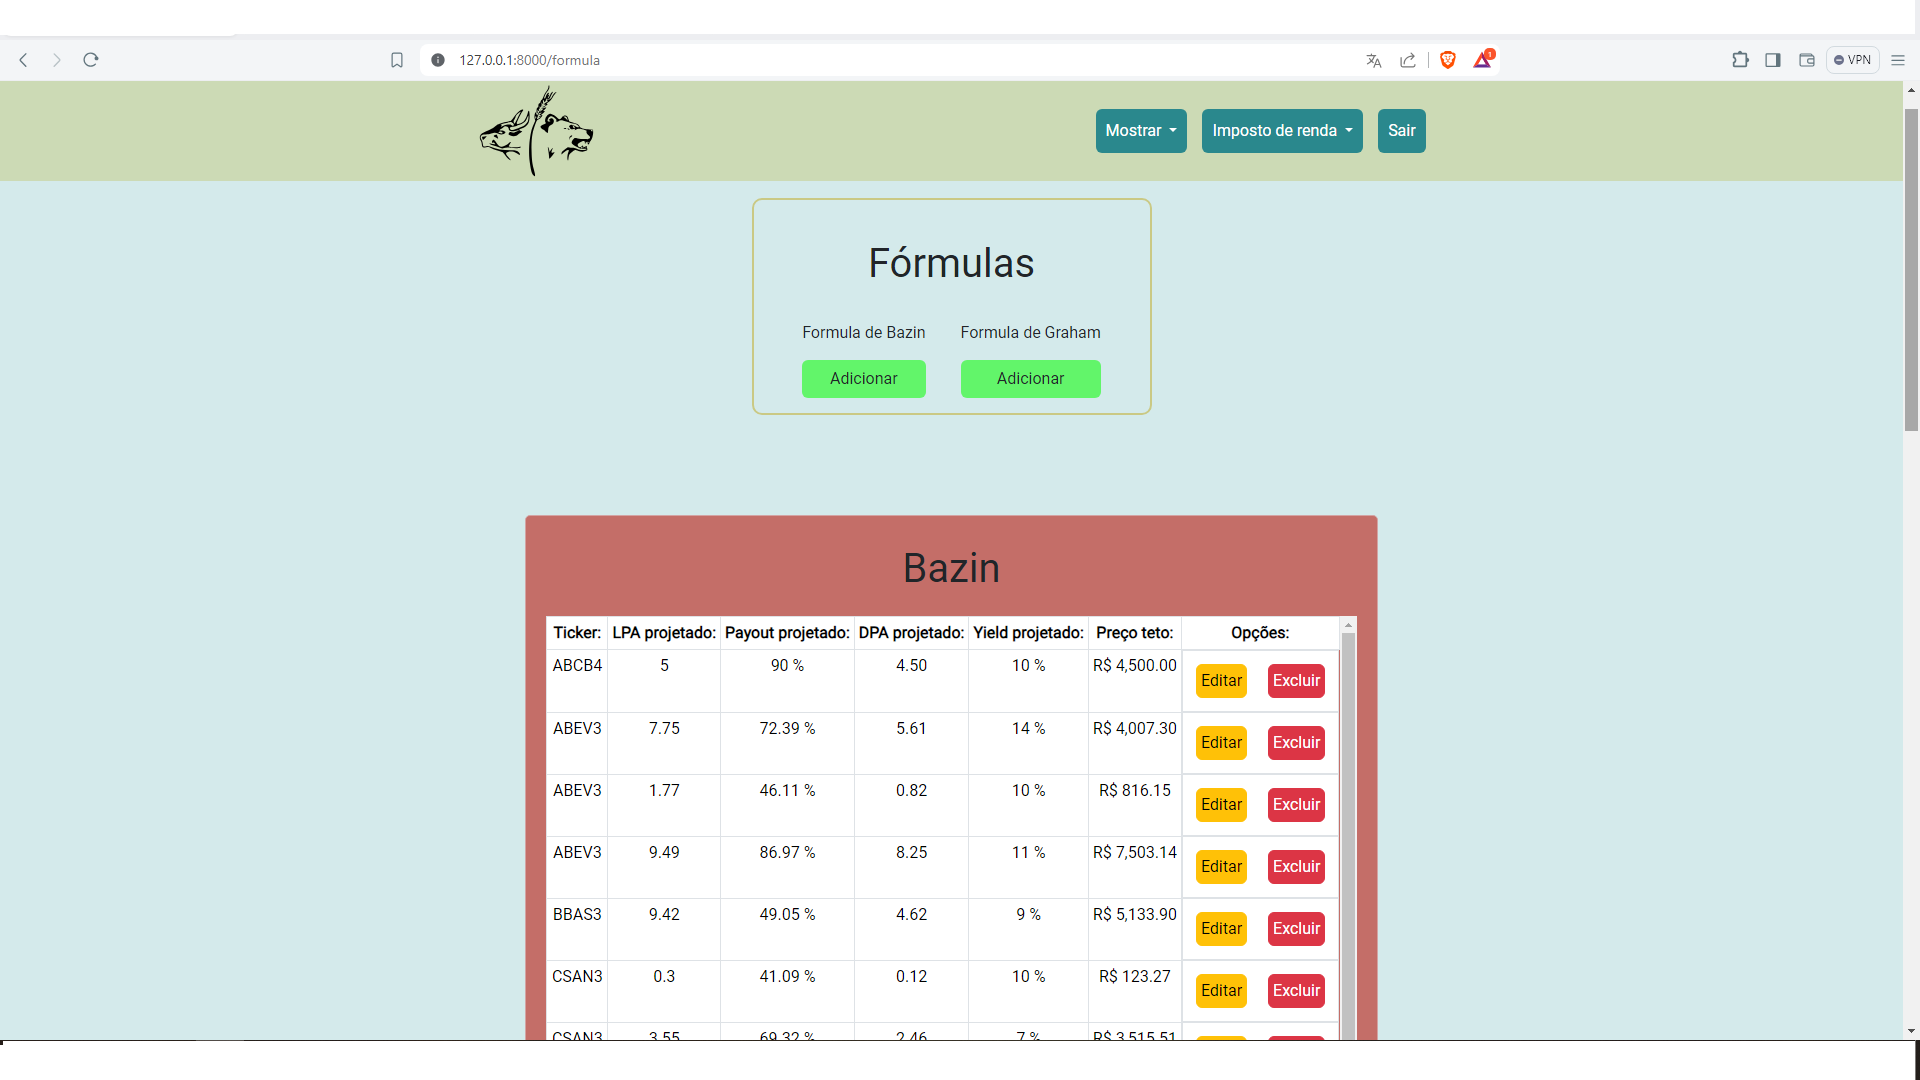 127.0.0.1:8000/formula
1
VPN
Mostrar
Imposto de renda
Sair
Fórmulas
Formula de Bazin Formula de Graham
Adicionar Adicionar
Bazin
Ticker: LPA projetado: Payout projetado: DPA projetado: Yield projetado: Preço teto: Opções:
ABCB4 5 90 % 4.50 10 % R$ 4,500.00 Editar Excluir
ABEV3 7.75 72.39 % 5.61 14 % R$ 4,007.30 Editar Excluir
ABEV3 1.77 46.11 % 0.82 10 % R$ 816.15 Editar Excluir
ABEV3 9.49 86.97 % 8.25 11 % R$ 7,503.14 Editar Excluir
BBAS3 9.42 49.05 % 4.62 9 % R$ 5,133.90 Editar Excluir
CSAN3 0.3 41.09 % 0.12 10 % R$ 123.27 Editar Excluir
CSAN3 3.55 69.32 % 2.46 7 % R$ 3,515.51